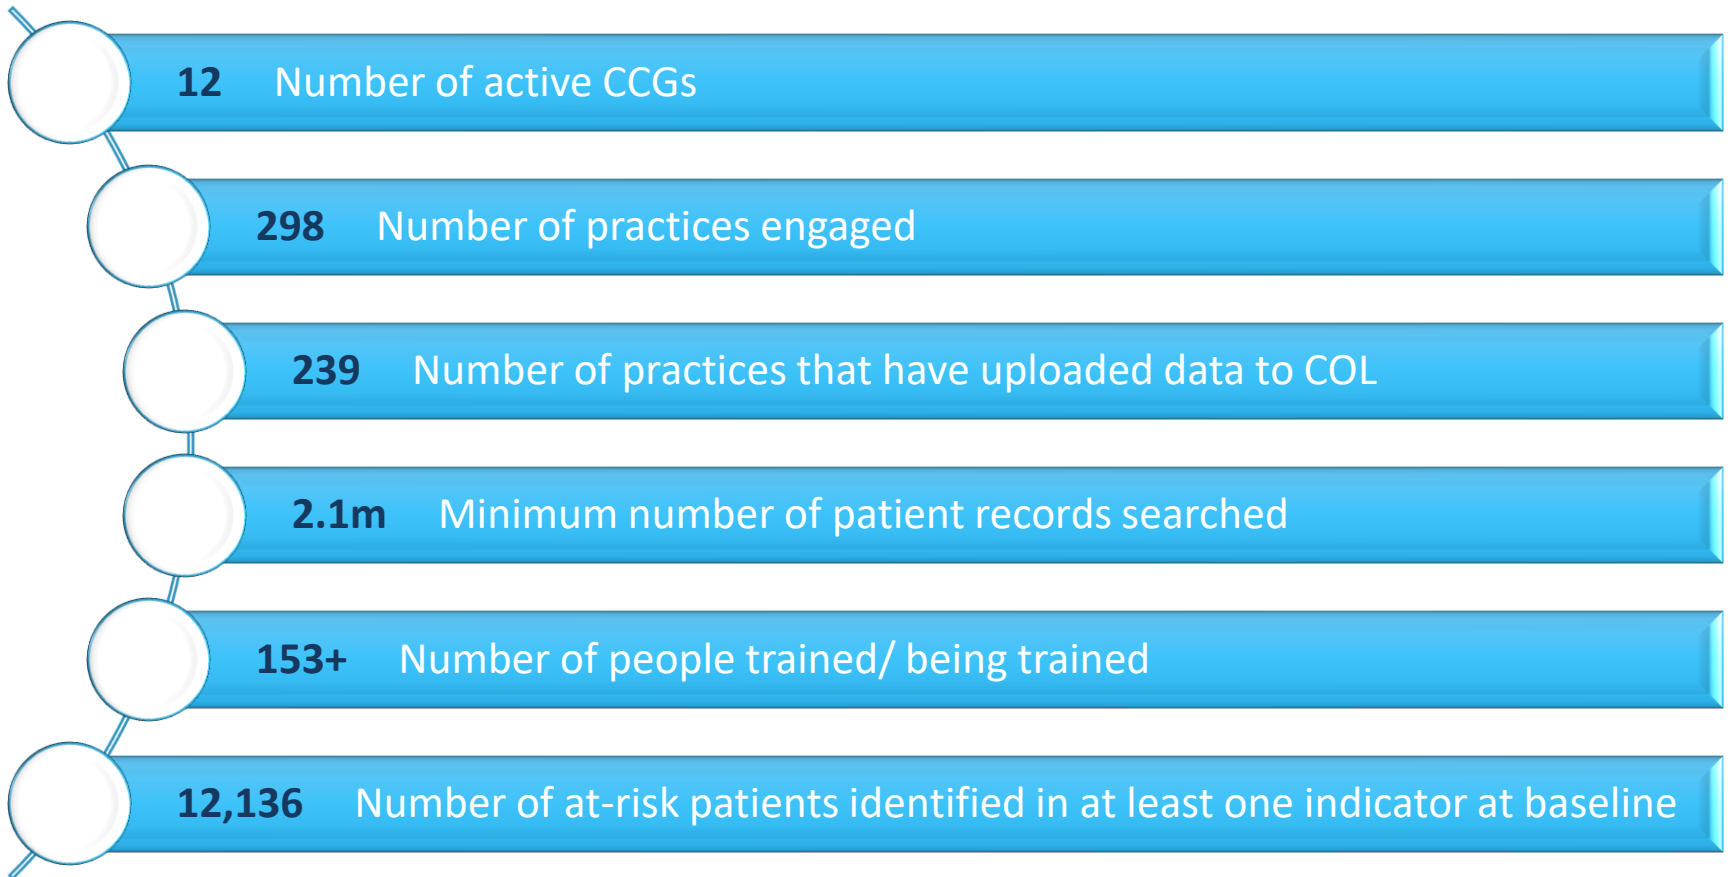 12 Number of active CCGs
298 Number of practices engaged
239 Number of practices that have uploaded data to COL
2.1m Minimum number of patient records searched
153+ Number of people trained/ being trained
12,136 Number of at-risk patients identified in at least one indicator at baseline